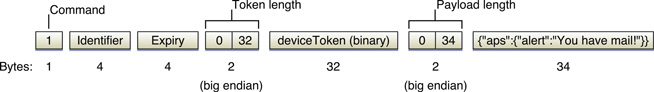 Command Token length Payload length
1 Identifier Expiry 0 32 deviceToken (binary) 0 34 {"aps":{"alert":"You have mail!"}}
Bytes: 1 4 4 2 32 2 34
(big endian) (big endian)